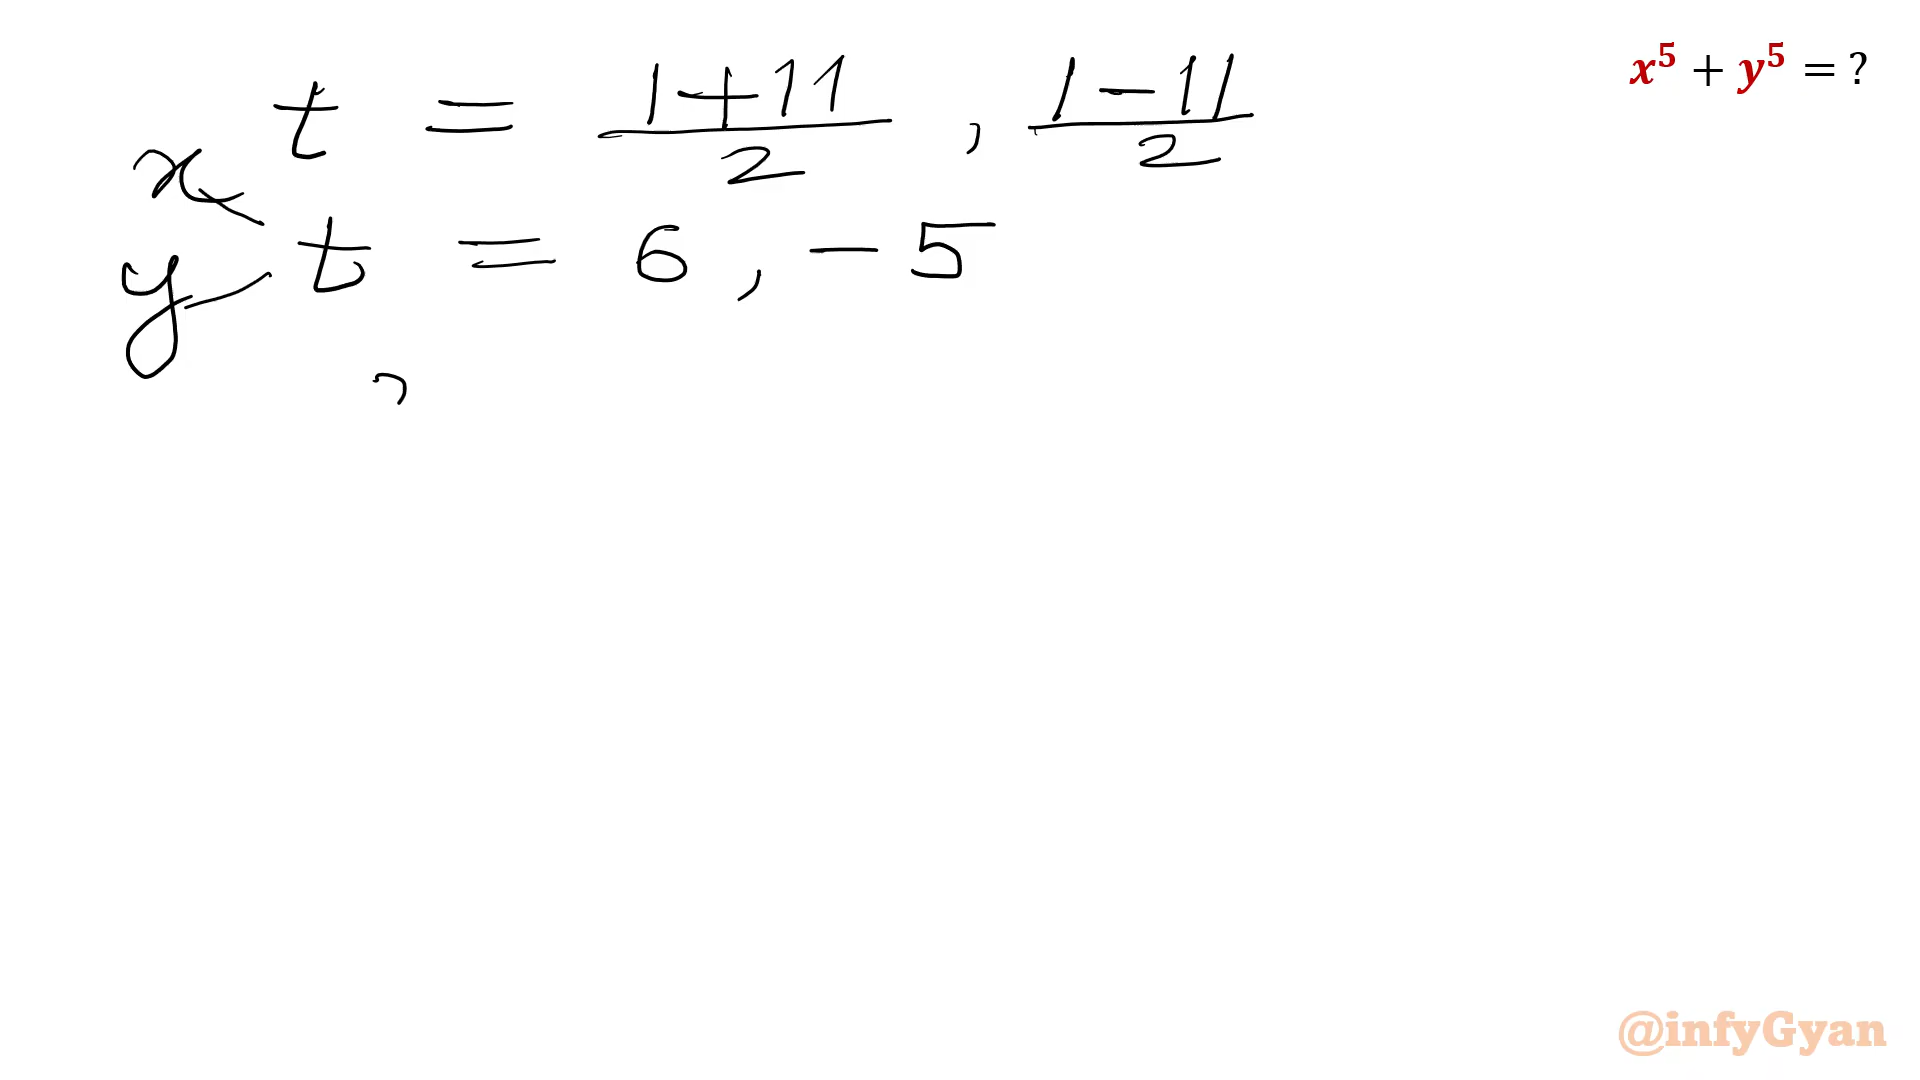 t = (1+11)/2 , (1-11)/2
x⁵ + y⁵ = ?
x
t = 6 , -5
y
,
@infyGyan